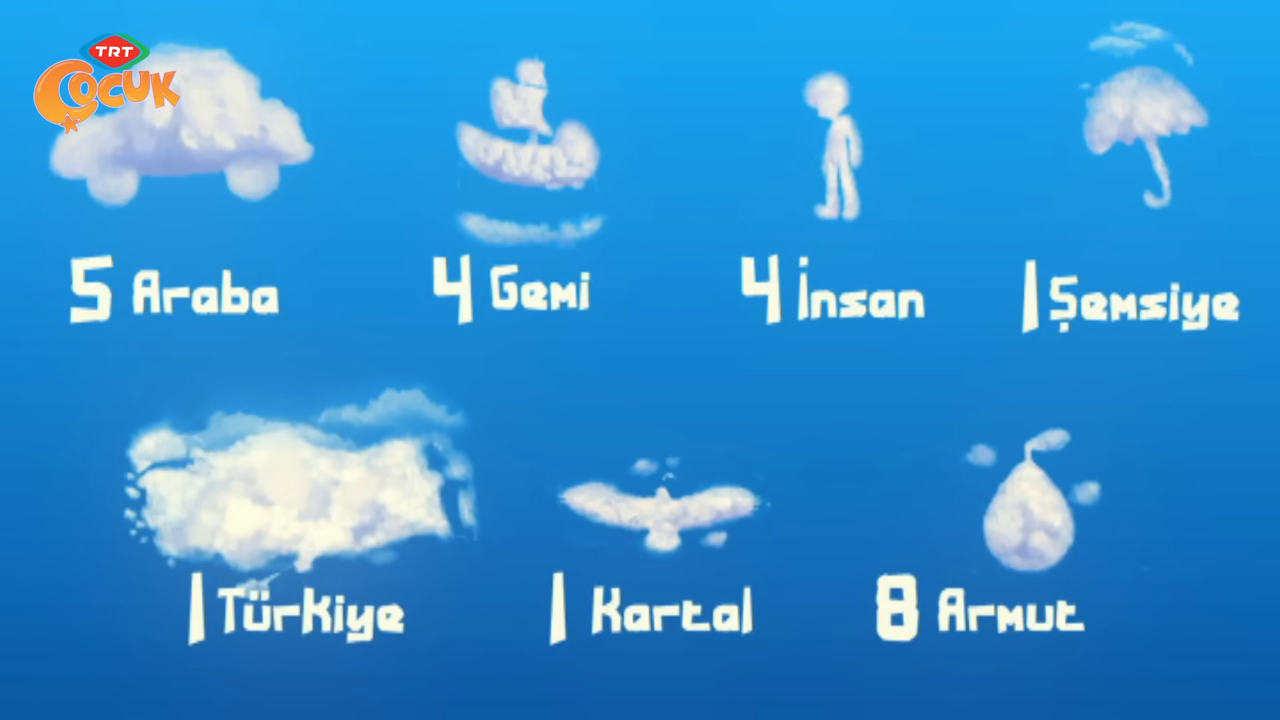 TRT
Çocuk
5 Araba
4 Gemi
4 İnsan
1 Şemsiye
1 Türkiye
1 Kartal
8 Armut